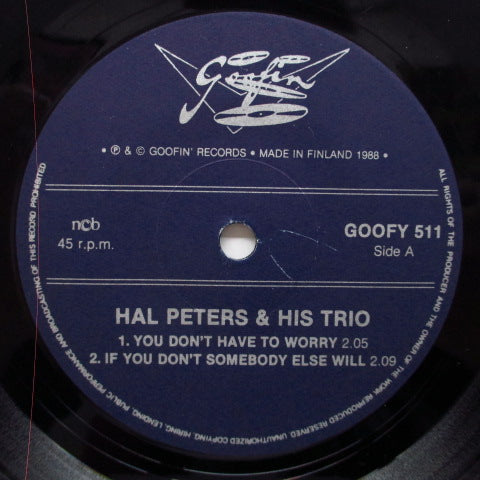 Goofin'
• ℗ & © GOOFIN' RECORDS • MADE IN FINLAND 1988 •
ncb
45 r.p.m.
GOOFY 511
Side A
HAL PETERS & HIS TRIO
1. YOU DON'T HAVE TO WORRY 2.05
2. IF YOU DON'T SOMEBODY ELSE WILL 2.09
ALL RIGHTS OF THE PRODUCER AND THE OWNER OF THE WORK REPRODUCED RESERVED. UNAUTHORIZED COPYING, HIRING, LENDING, PUBLIC PERFORMANCE AND BROADCASTING OF THIS RECORD PROHIBITED